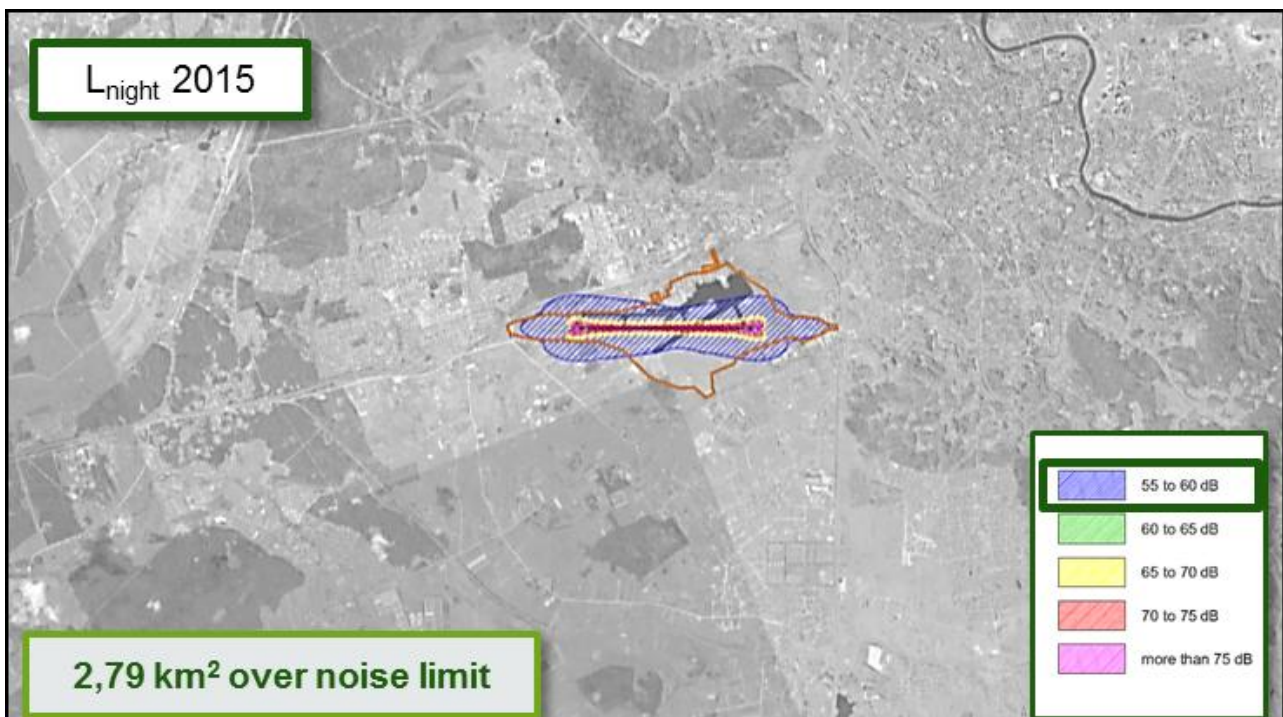 Lnight 2015
55 to 60 dB
60 to 65 dB
65 to 70 dB
70 to 75 dB
more than 75 dB
2,79 km² over noise limit